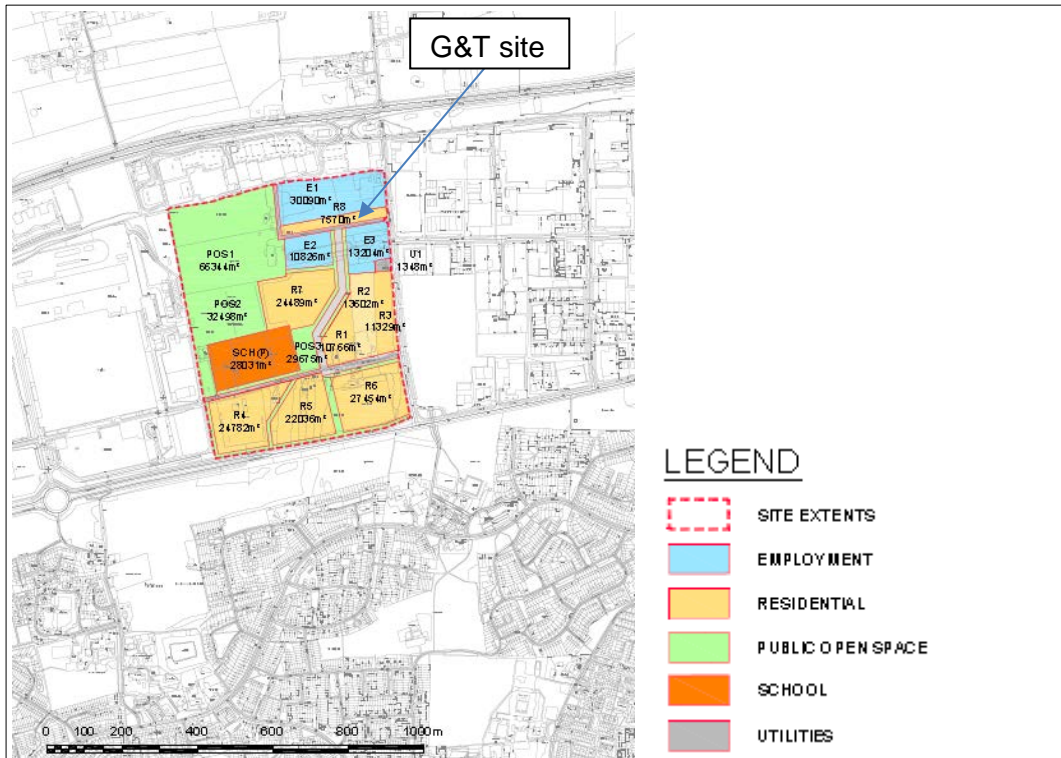 G&T site
E1
30090m²
R8
7570m²
E2
10826m²
E3
13204m²
U1
1348m²
POS1
66344m²
R7
24489m²
R2
13602m²
POS2
32498m²
R3
11329m²
R1
10766m²
POS3
29675m²
SCH(P)
28031m²
R4
24782m²
R5
22036m²
R6
27454m²
0 100 200 400 600 800 1000m
LEGEND
SITE EXTENTS
EMPLOYMENT
RESIDENTIAL
PUBLIC OPEN SPACE
SCHOOL
UTILITIES